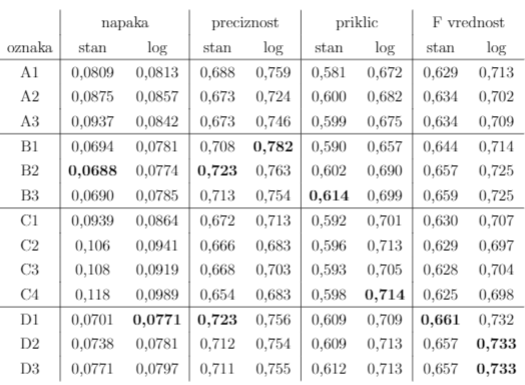 napaka preciznost priklic F vrednost
oznaka stan log stan log stan log stan log
A1 0,0809 0,0813 0,688 0,759 0,581 0,672 0,629 0,713
A2 0,0875 0,0857 0,673 0,724 0,600 0,682 0,634 0,702
A3 0,0937 0,0842 0,673 0,746 0,599 0,675 0,634 0,709
B1 0,0694 0,0781 0,708 0,782 0,590 0,657 0,644 0,714
B2 0,0688 0,0774 0,723 0,763 0,602 0,690 0,657 0,725
B3 0,0690 0,0785 0,713 0,754 0,614 0,699 0,659 0,725
C1 0,0939 0,0864 0,672 0,713 0,592 0,701 0,630 0,707
C2 0,106 0,0941 0,666 0,683 0,596 0,713 0,629 0,697
C3 0,108 0,0919 0,668 0,703 0,593 0,705 0,628 0,704
C4 0,118 0,0989 0,654 0,683 0,598 0,714 0,625 0,698
D1 0,0701 0,0771 0,723 0,756 0,609 0,709 0,661 0,732
D2 0,0738 0,0781 0,712 0,754 0,609 0,713 0,657 0,733
D3 0,0771 0,0797 0,711 0,755 0,612 0,713 0,657 0,733